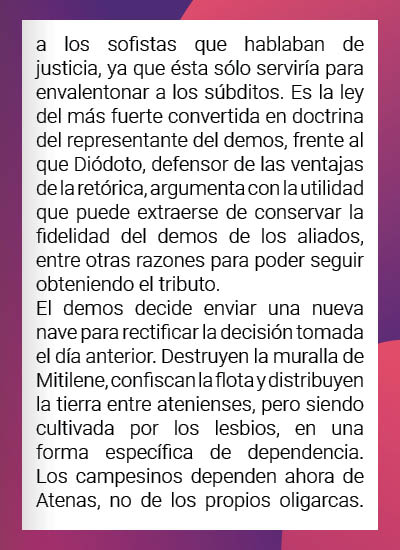 a los sofistas que hablaban de
justicia, ya que ésta sólo serviría para
envalentonar a los súbditos. Es la ley
del más fuerte convertida en doctrina
del representante del demos, frente al
que Diódoto, defensor de las ventajas
de la retórica, argumenta con la utilidad
que puede extraerse de conservar la
fidelidad del demos de los aliados,
entre otras razones para poder seguir
obteniendo el tributo.
El demos decide enviar una nueva
nave para rectificar la decisión tomada
el día anterior. Destruyen la muralla de
Mitilene, confiscan la flota y distribuyen
la tierra entre atenienses, pero siendo
cultivada por los lesbios, en una
forma específica de dependencia.
Los campesinos dependen ahora de
Atenas, no de los propios oligarcas.